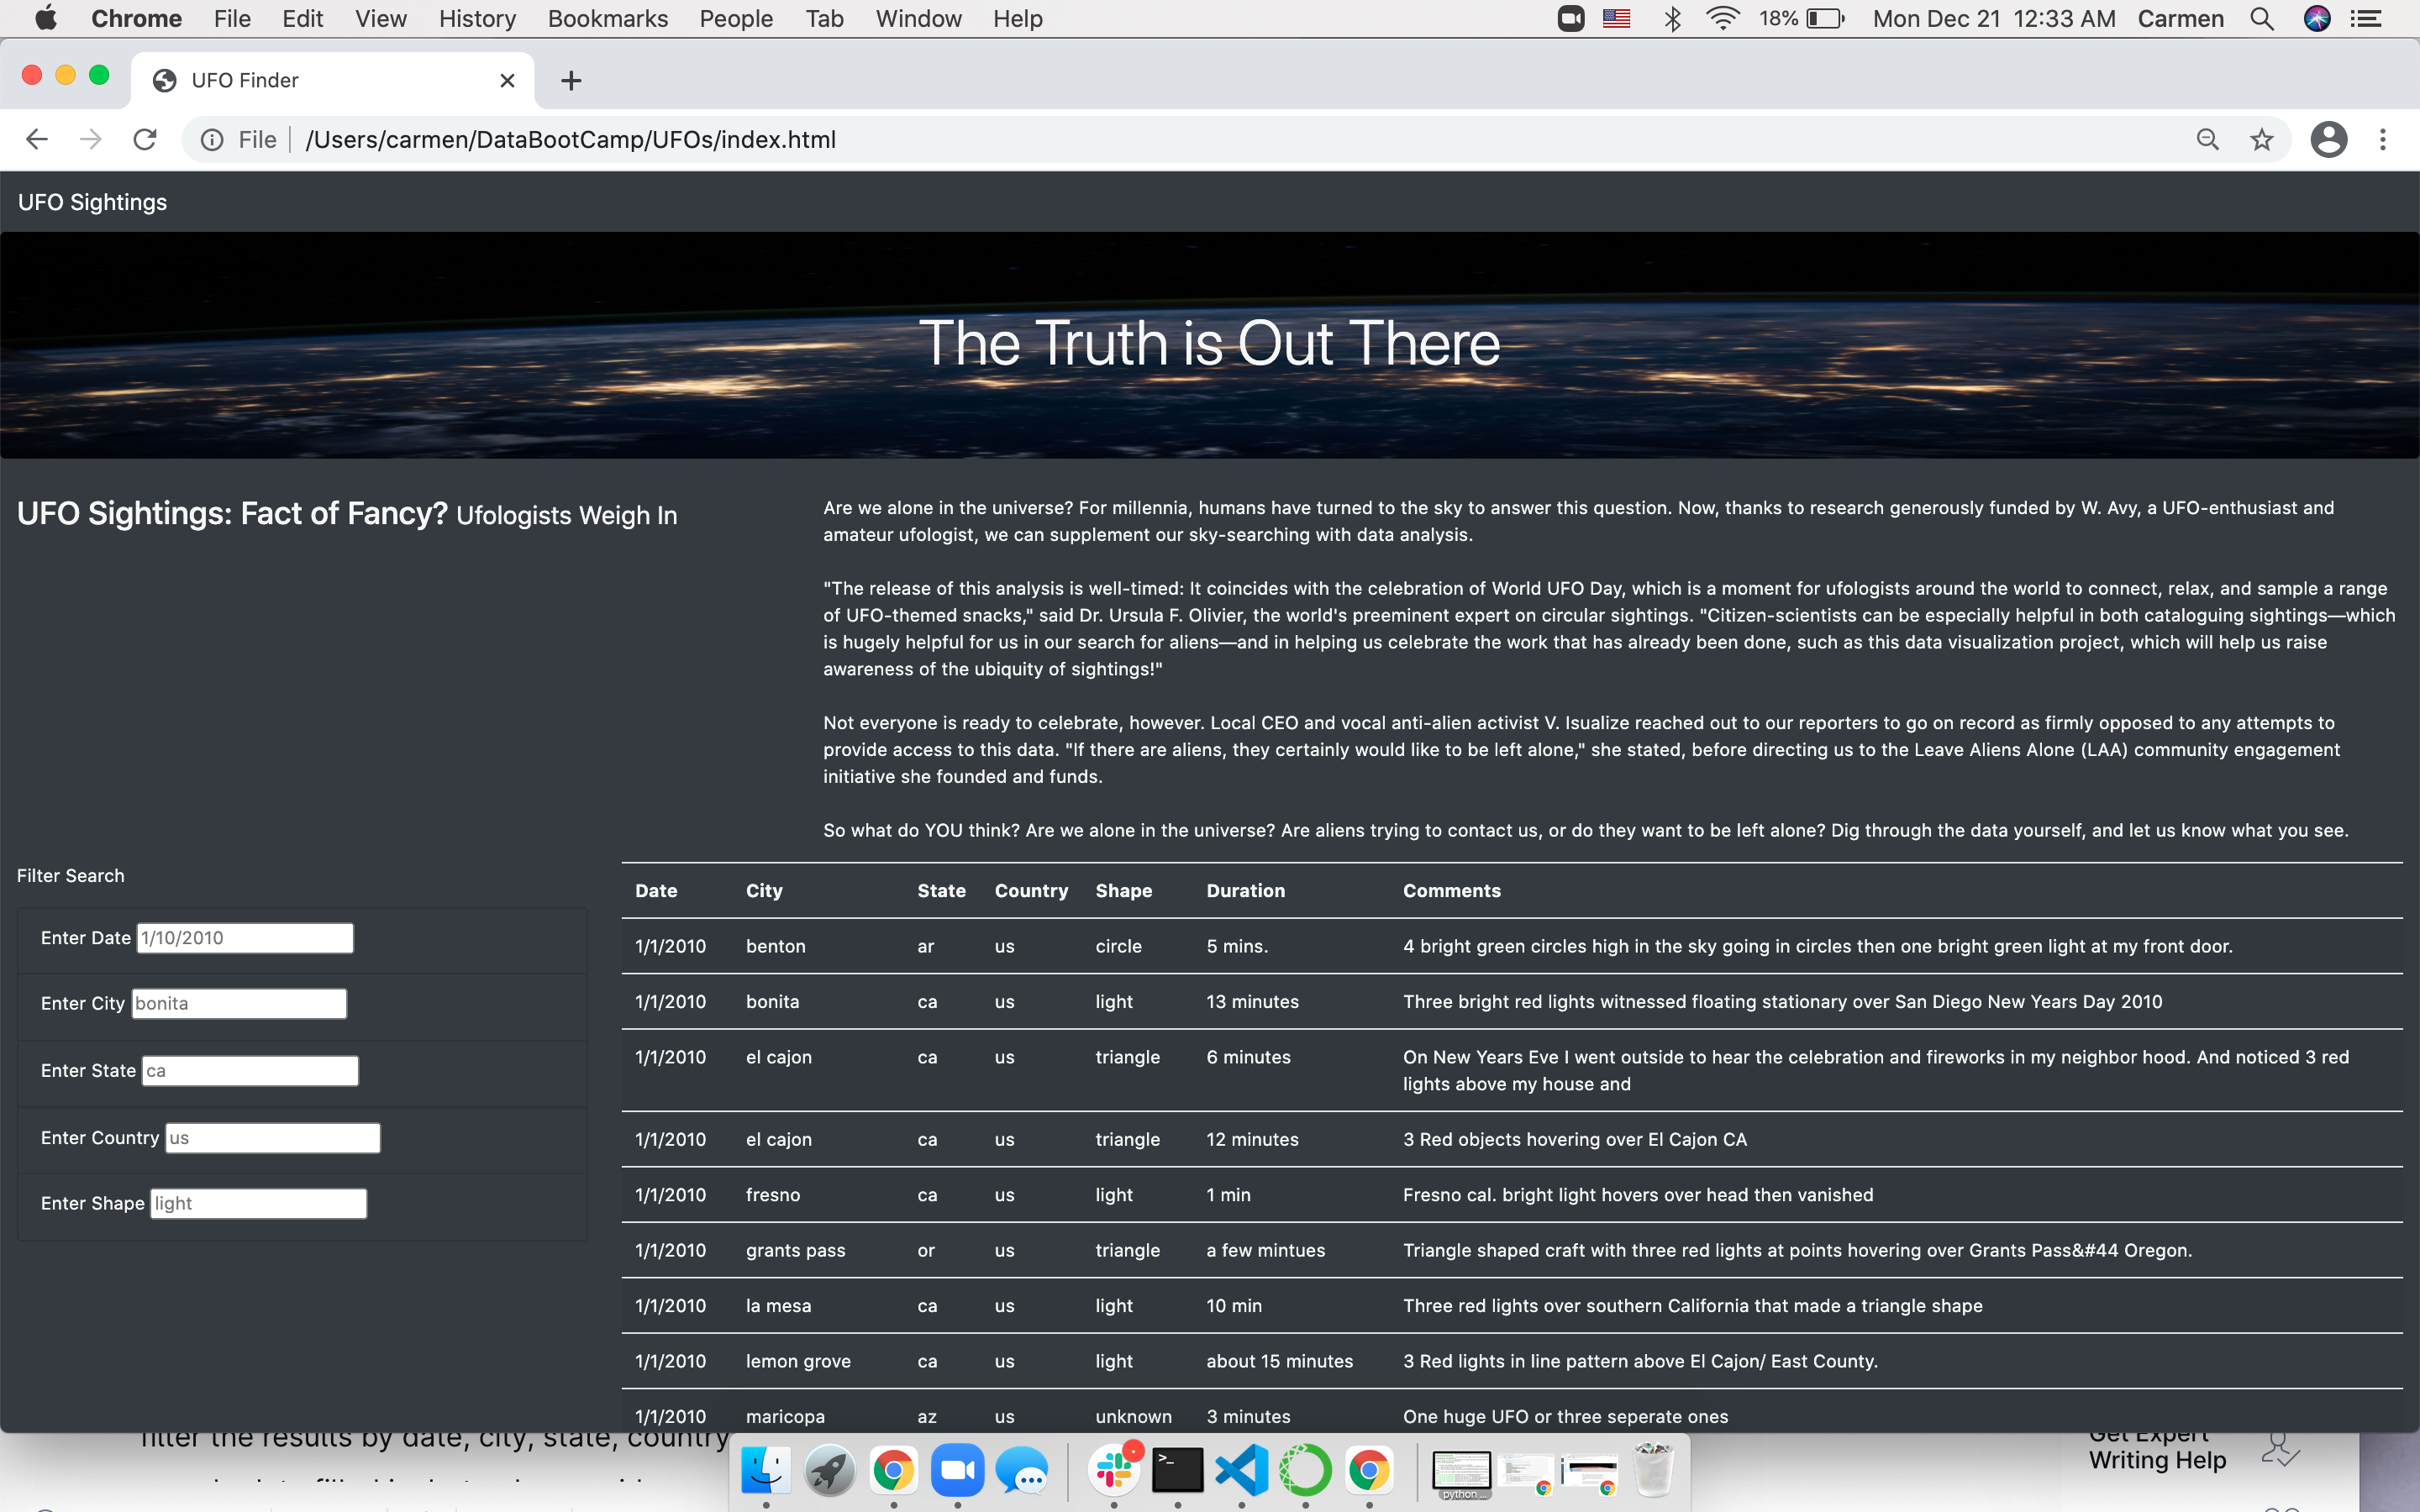 Chrome File Edit View History Bookmarks People Tab Window Help 18% Mon Dec 21 12:33 AM Carmen
UFO Finder
File /Users/carmen/DataBootCamp/UFOs/index.html
UFO Sightings
The Truth is Out There
UFO Sightings: Fact of Fancy? Ufologists Weigh In
Are we alone in the universe? For millennia, humans have turned to the sky to answer this question. Now, thanks to research generously funded by W. Avy, a UFO-enthusiast and
amateur ufologist, we can supplement our sky-searching with data analysis.
"The release of this analysis is well-timed: It coincides with the celebration of World UFO Day, which is a moment for ufologists around the world to connect, relax, and sample a range
of UFO-themed snacks," said Dr. Ursula F. Olivier, the world's preeminent expert on circular sightings. "Citizen-scientists can be especially helpful in both cataloguing sightings—which
is hugely helpful for us in our search for aliens—and in helping us celebrate the work that has already been done, such as this data visualization project, which will help us raise
awareness of the ubiquity of sightings!"
Not everyone is ready to celebrate, however. Local CEO and vocal anti-alien activist V. Isualize reached out to our reporters to go on record as firmly opposed to any attempts to
provide access to this data. "If there are aliens, they certainly would like to be left alone," she stated, before directing us to the Leave Aliens Alone (LAA) community engagement
initiative she founded and funds.
So what do YOU think? Are we alone in the universe? Are aliens trying to contact us, or do they want to be left alone? Dig through the data yourself, and let us know what you see.
Filter Search
Enter Date 1/10/2010
Enter City bonita
Enter State ca
Enter Country us
Enter Shape light
Date City State Country Shape Duration Comments
1/1/2010 benton ar us circle 5 mins. 4 bright green circles high in the sky going in circles then one bright green light at my front door.
1/1/2010 bonita ca us light 13 minutes Three bright red lights witnessed floating stationary over San Diego New Years Day 2010
1/1/2010 el cajon ca us triangle 6 minutes On New Years Eve I went outside to hear the celebration and fireworks in my neighbor hood. And noticed 3 red
lights above my house and
1/1/2010 el cajon ca us triangle 12 minutes 3 Red objects hovering over El Cajon CA
1/1/2010 fresno ca us light 1 min Fresno cal. bright light hovers over head then vanished
1/1/2010 grants pass or us triangle a few mintues Triangle shaped craft with three red lights at points hovering over Grants Pass&#44 Oregon.
1/1/2010 la mesa ca us light 10 min Three red lights over southern California that made a triangle shape
1/1/2010 lemon grove ca us light about 15 minutes 3 Red lights in line pattern above El Cajon/ East County.
1/1/2010 maricopa az us unknown 3 minutes One huge UFO or three seperate ones
filter the results by date, city, state, country
Get Expert
Writing Help
python ...